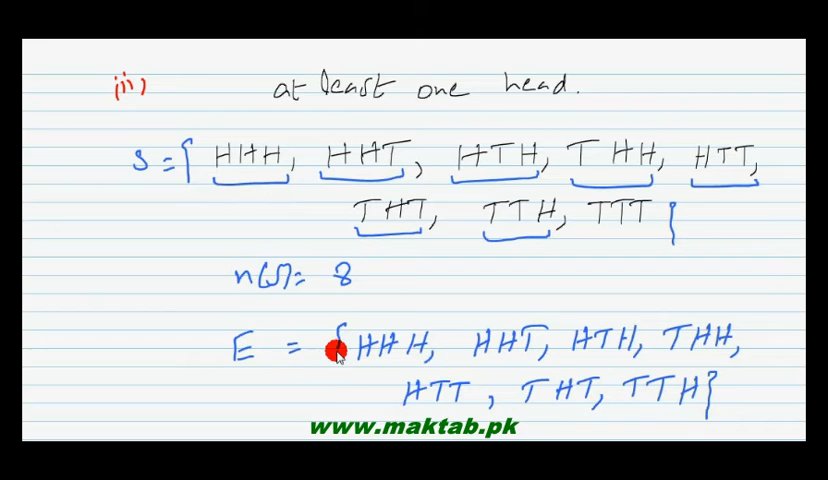 iii) at least one head.
S = { HHH, HHT, HTH, THH, HTT,
THT, TTH, TTT }
n(S) = 8
E = { HHH, HHT, HTH, THH,
HTT, THT, TTH }
www.maktab.pk